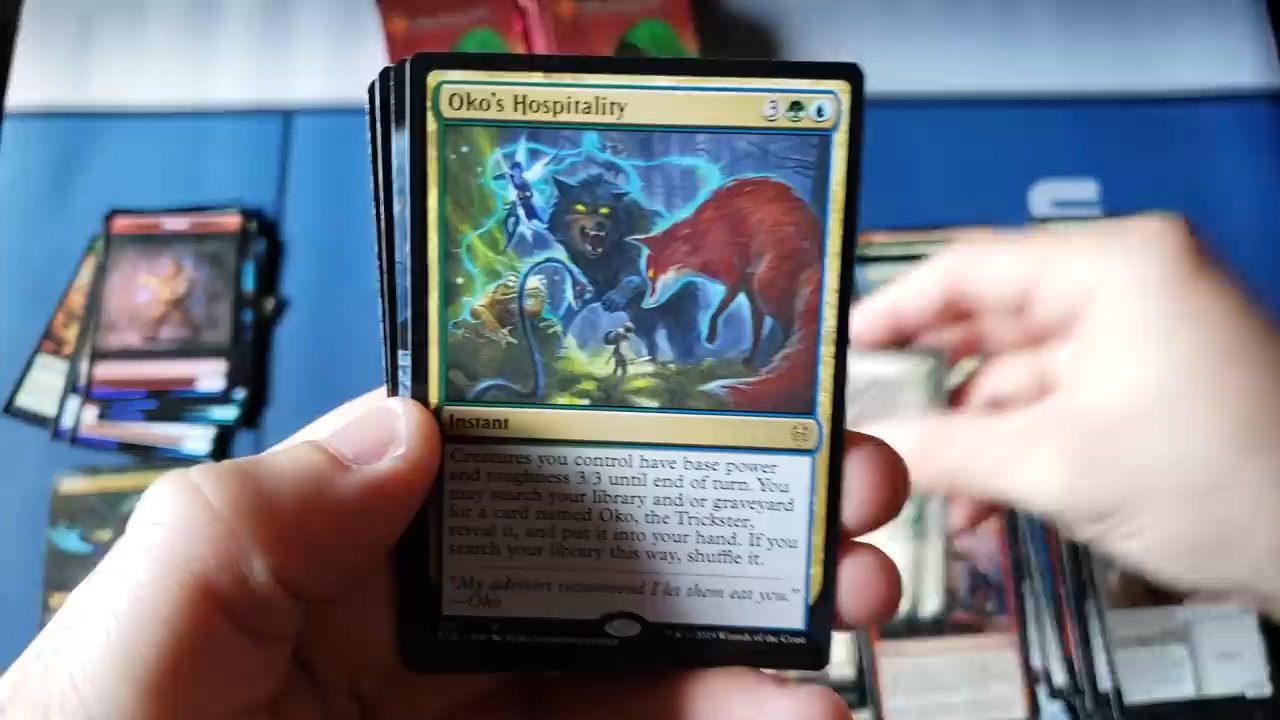 Oko's Hospitality 3
Instant
Creatures you control have base power
and toughness 3/3 until end of turn. You
may search your library and/or graveyard
for a card named Oko, the Trickster,
reveal it, and put it into your hand. If you
search your library this way, shuffle it.
"My advisors recommend I let them eat you."
—Oko
2019 Wizards of the Coast